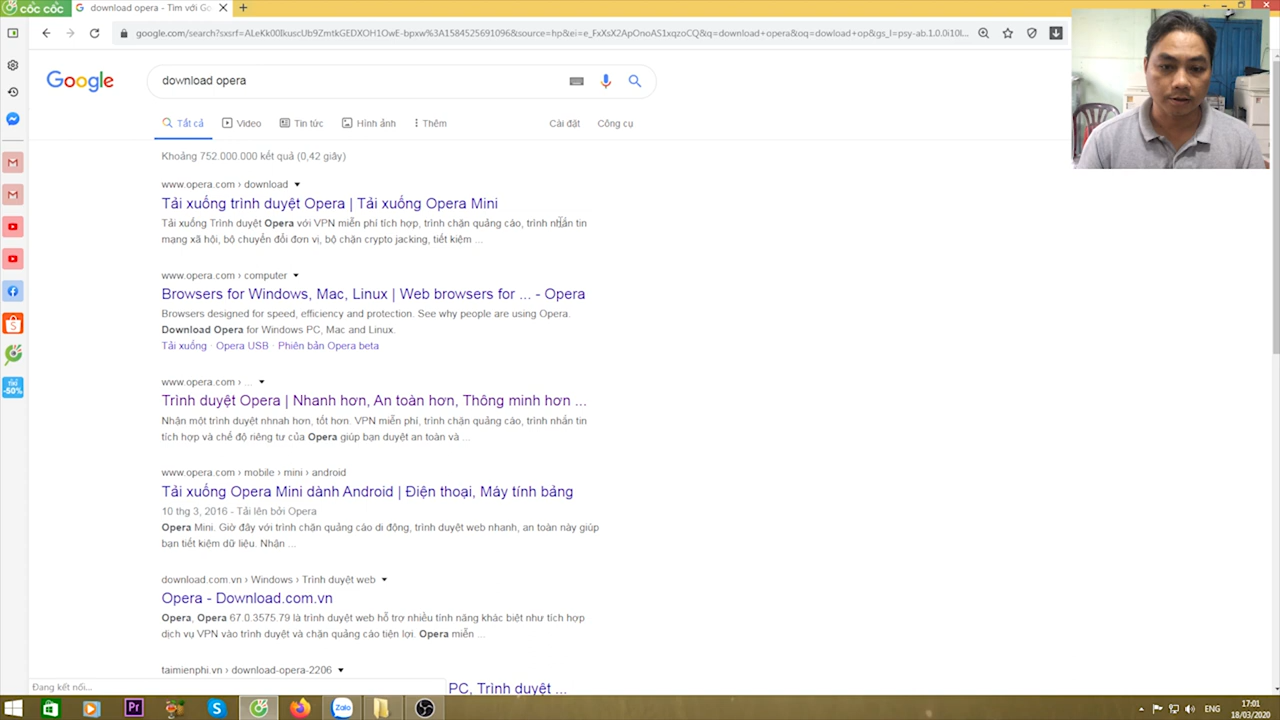 cốc cốc
download opera - Tìm với Go
google.com/search?sxsrf=ALeKk00IkuscUb9ZmtkGEDTOH1OwE-bpxw%3A1584525691096&source=hp&ei=e_FxXsX2ApOnoAS1xqzoCQ&q=download+opera&oq=dowload+op&gs_l=psy-ab.1.0.0i10l...
Google
download opera
Tất cả
Video
Tin tức
Hình ảnh
Thêm
Cài đặt
Công cụ
Khoảng 752.000.000 kết quả (0,42 giây)
www.opera.com › download
Tải xuống trình duyệt Opera | Tải xuống Opera Mini
Tải xuống Trình duyệt Opera với VPN miễn phí tích hợp, trình chặn quảng cáo, trình nhắn tin
mạng xã hội, bộ chuyển đổi đơn vị, bộ chặn crypto jacking, tiết kiệm ...
www.opera.com › computer
Browsers for Windows, Mac, Linux | Web browsers for ... - Opera
Browsers designed for speed, efficiency and protection. See why people are using Opera.
Download Opera for Windows PC, Mac and Linux.
Tải xuống · Opera USB · Phiên bản Opera beta
www.opera.com › ...
Trình duyệt Opera | Nhanh hơn, An toàn hơn, Thông minh hơn ...
Nhận một trình duyệt nhnah hơn, tốt hơn. VPN miễn phí, trình chặn quảng cáo, trình nhắn tin
tích hợp và chế độ riêng tư của Opera giúp bạn duyệt an toàn và ...
www.opera.com › mobile › mini › android
Tải xuống Opera Mini dành Android | Điện thoại, Máy tính bảng
10 thg 3, 2016 - Tải lên bởi Opera
Opera Mini. Giờ đây với trình chặn quảng cáo di động, trình duyệt web nhanh, an toàn này giúp
bạn tiết kiệm dữ liệu. Nhận ...
download.com.vn › Windows › Trình duyệt web
Opera - Download.com.vn
Opera, Opera 67.0.3575.79 là trình duyệt web hỗ trợ nhiều tính năng khác biệt như tích hợp
dịch vụ VPN vào trình duyệt và chặn quảng cáo tiện lợi. Opera miễn ...
taimienphi.vn › download-opera-2206
PC, Trình duyệt ...
Đang kết nối...
TIKI
-50%
Pr
Zalo
ENG
17:01
18/03/2020